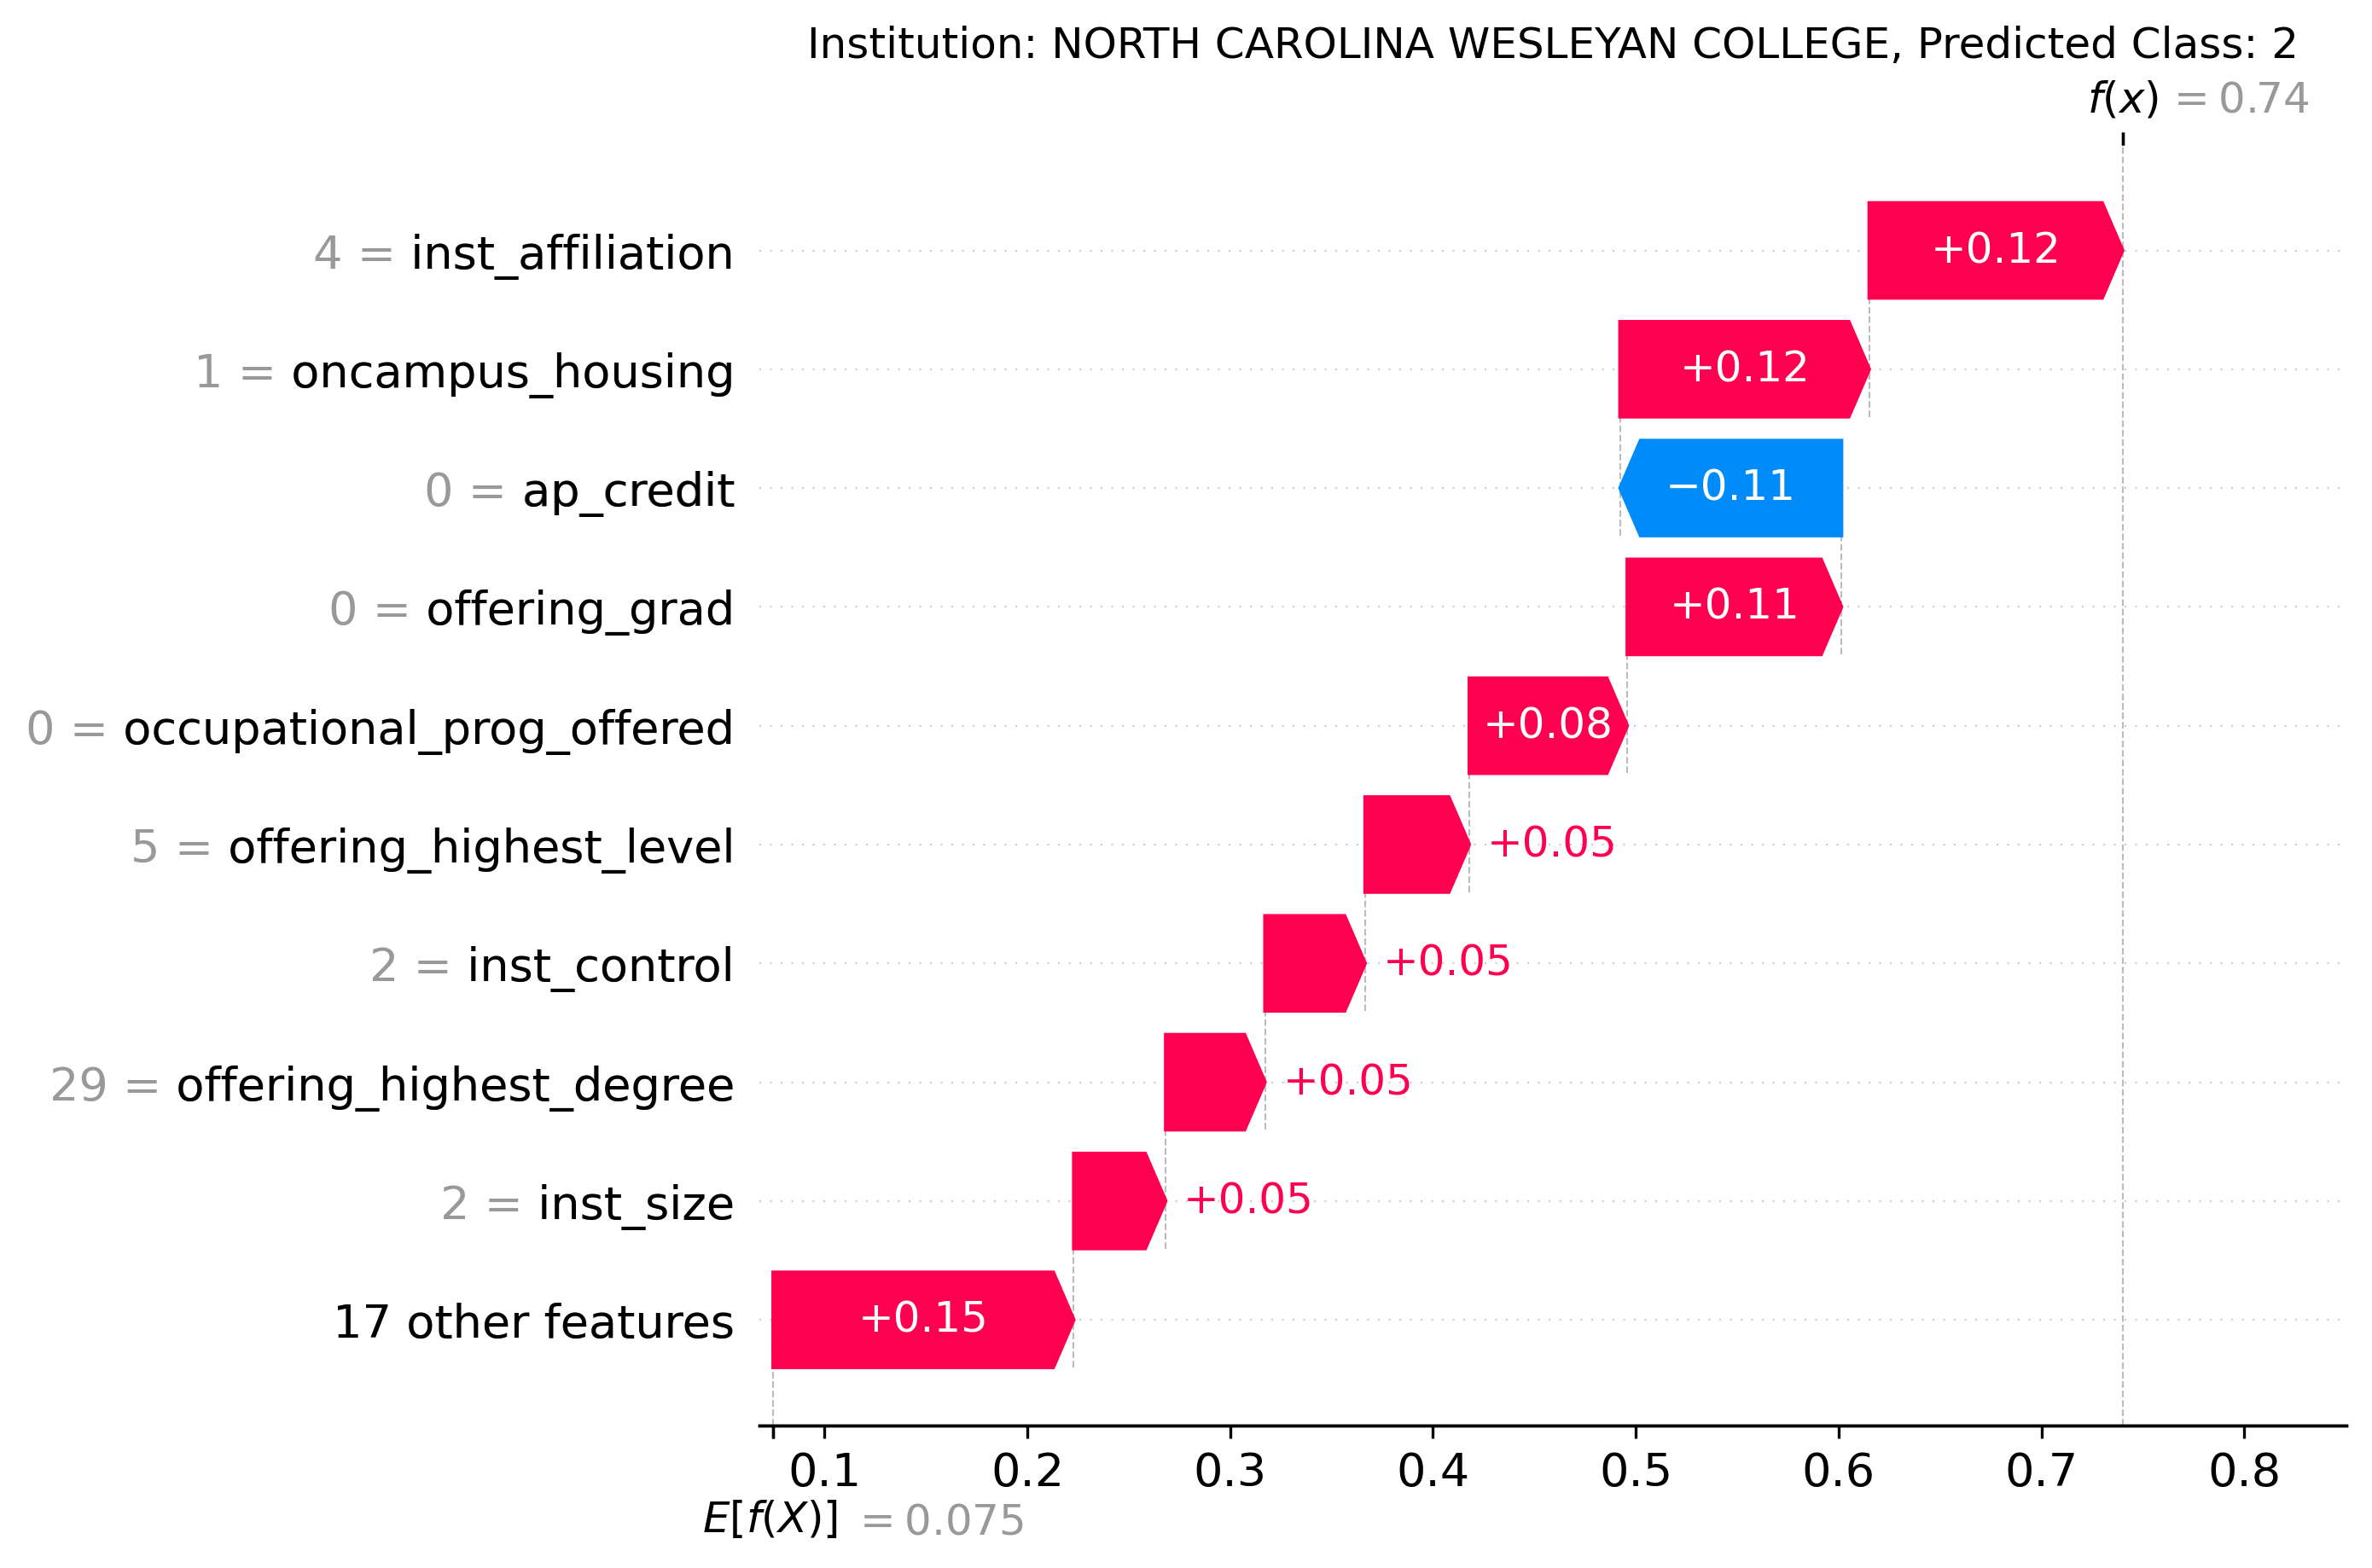 Institution: NORTH CAROLINA WESLEYAN COLLEGE, Predicted Class: 2
f(x) = 0.74
4 = inst_affiliation +0.12
1 = oncampus_housing +0.12
0 = ap_credit −0.11
0 = offering_grad +0.11
0 = occupational_prog_offered +0.08
5 = offering_highest_level +0.05
2 = inst_control +0.05
29 = offering_highest_degree +0.05
2 = inst_size +0.05
17 other features +0.15
0.1 0.2 0.3 0.4 0.5 0.6 0.7 0.8
E[f(X)] = 0.075